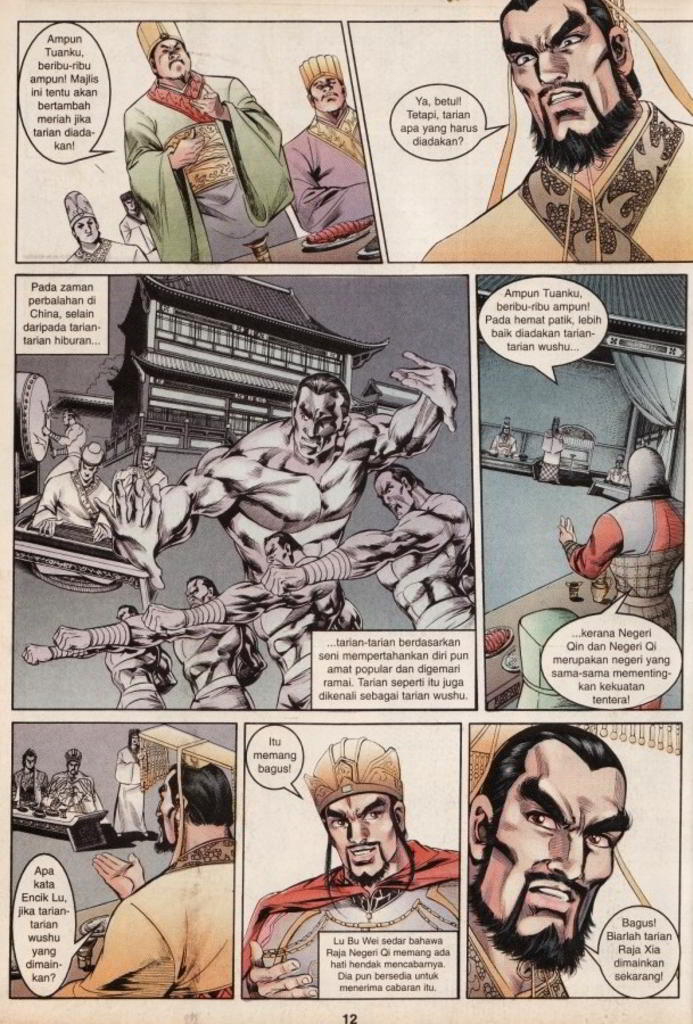 Ampun
Tuanku,
beribu-ribu
ampun! Majlis
ini tentu akan
bertambah
meriah jika
tarian diada-
kan!
Ya, betul!
Tetapi, tarian
apa yang harus
diadakan?
Pada zaman
perbalahan di
China, selain
daripada tari-
tarian hiburan...
...tarian-tarian berdasarkan
seni mempertahankan diri pun
amat popular dan digemari
ramai. Tarian seperti itu juga
dikenali sebagai tarian wushu.
Ampun Tuanku,
beribu-ribu ampun!
Pada hemat patik, lebih
baik diadakan tarian-
tarian wushu...
...kerana Negeri
Qin dan Negeri Qi
merupakan negeri yang
sama-sama mementing-
kan kekuatan
tentera!
Apa
kata
Encik Lu,
jika tarian-
tarian
wushu
yang
dimain-
kan?
Itu
memang
bagus!
Lu Bu Wei sedar bahawa
Raja Negeri Qi memang ada
hati hendak mencabarnya.
Dia pun bersedia untuk
menerima cabaran itu.
Bagus!
Biarlah tarian
Raja Xia
dimainkan
sekarang!
12